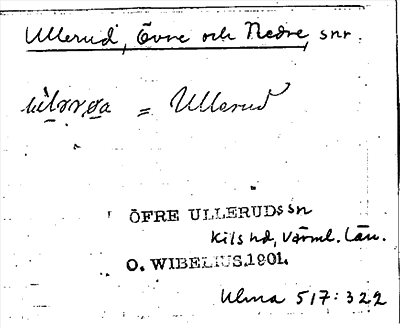 Ullerud, Övre och Nedre, snr.
= Ullerud
ÖFRE ULLERUDS sn
Kils hd, Värml. län.
O. WIBELIUS.1901.
Ulma 517:322